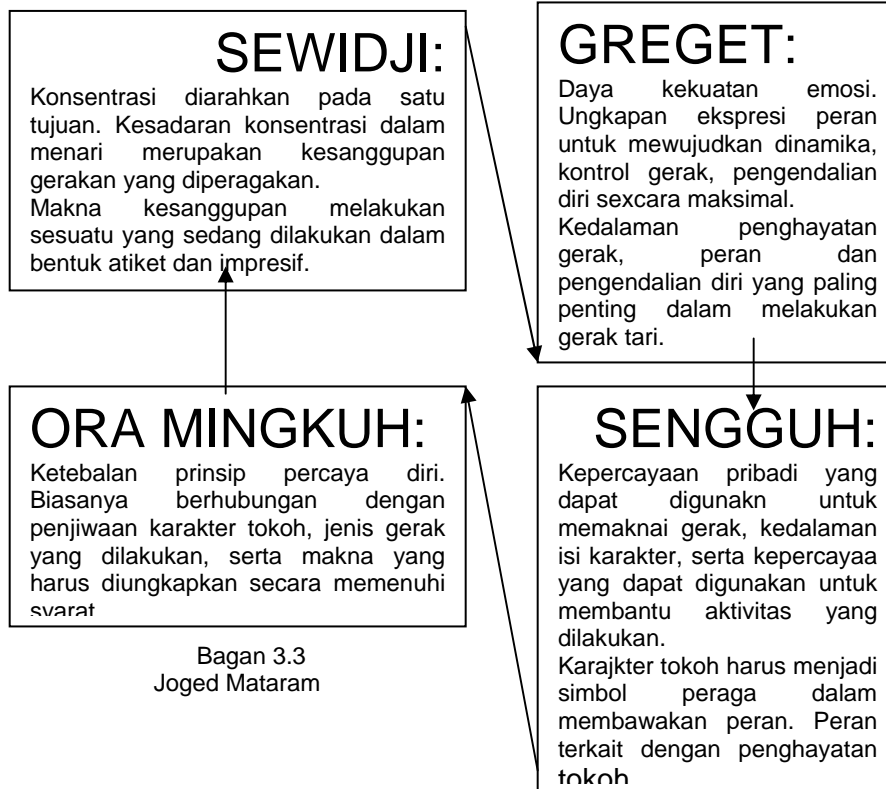 SEWIDJI:
Konsentrasi diarahkan pada satu
tujuan. Kesadaran konsentrasi dalam
menari merupakan kesanggupan
gerakan yang diperagakan.
Makna kesanggupan melakukan
sesuatu yang sedang dilakukan dalam
bentuk atiket dan impresif.
GREGET:
Daya kekuatan emosi.
Ungkapan ekspresi peran
untuk mewujudkan dinamika,
kontrol gerak, pengendalian
diri sexcara maksimal.
Kedalaman penghayatan
gerak, peran dan
pengendalian diri yang paling
penting dalam melakukan
gerak tari.
ORA MINGKUH:
Ketebalan prinsip percaya diri.
Biasanya berhubungan dengan
penjiwaan karakter tokoh, jenis gerak
yang dilakukan, serta makna yang
harus diungkapkan secara memenuhi
syarat
SENGGUH:
Kepercayaan pribadi yang
dapat digunakn untuk
memaknai gerak, kedalaman
isi karakter, serta kepercayaa
yang dapat digunakan untuk
membantu aktivitas yang
dilakukan.
Karajkter tokoh harus menjadi
simbol peraga dalam
membawakan peran. Peran
terkait dengan penghayatan
tokoh
Bagan 3.3
Joged Mataram